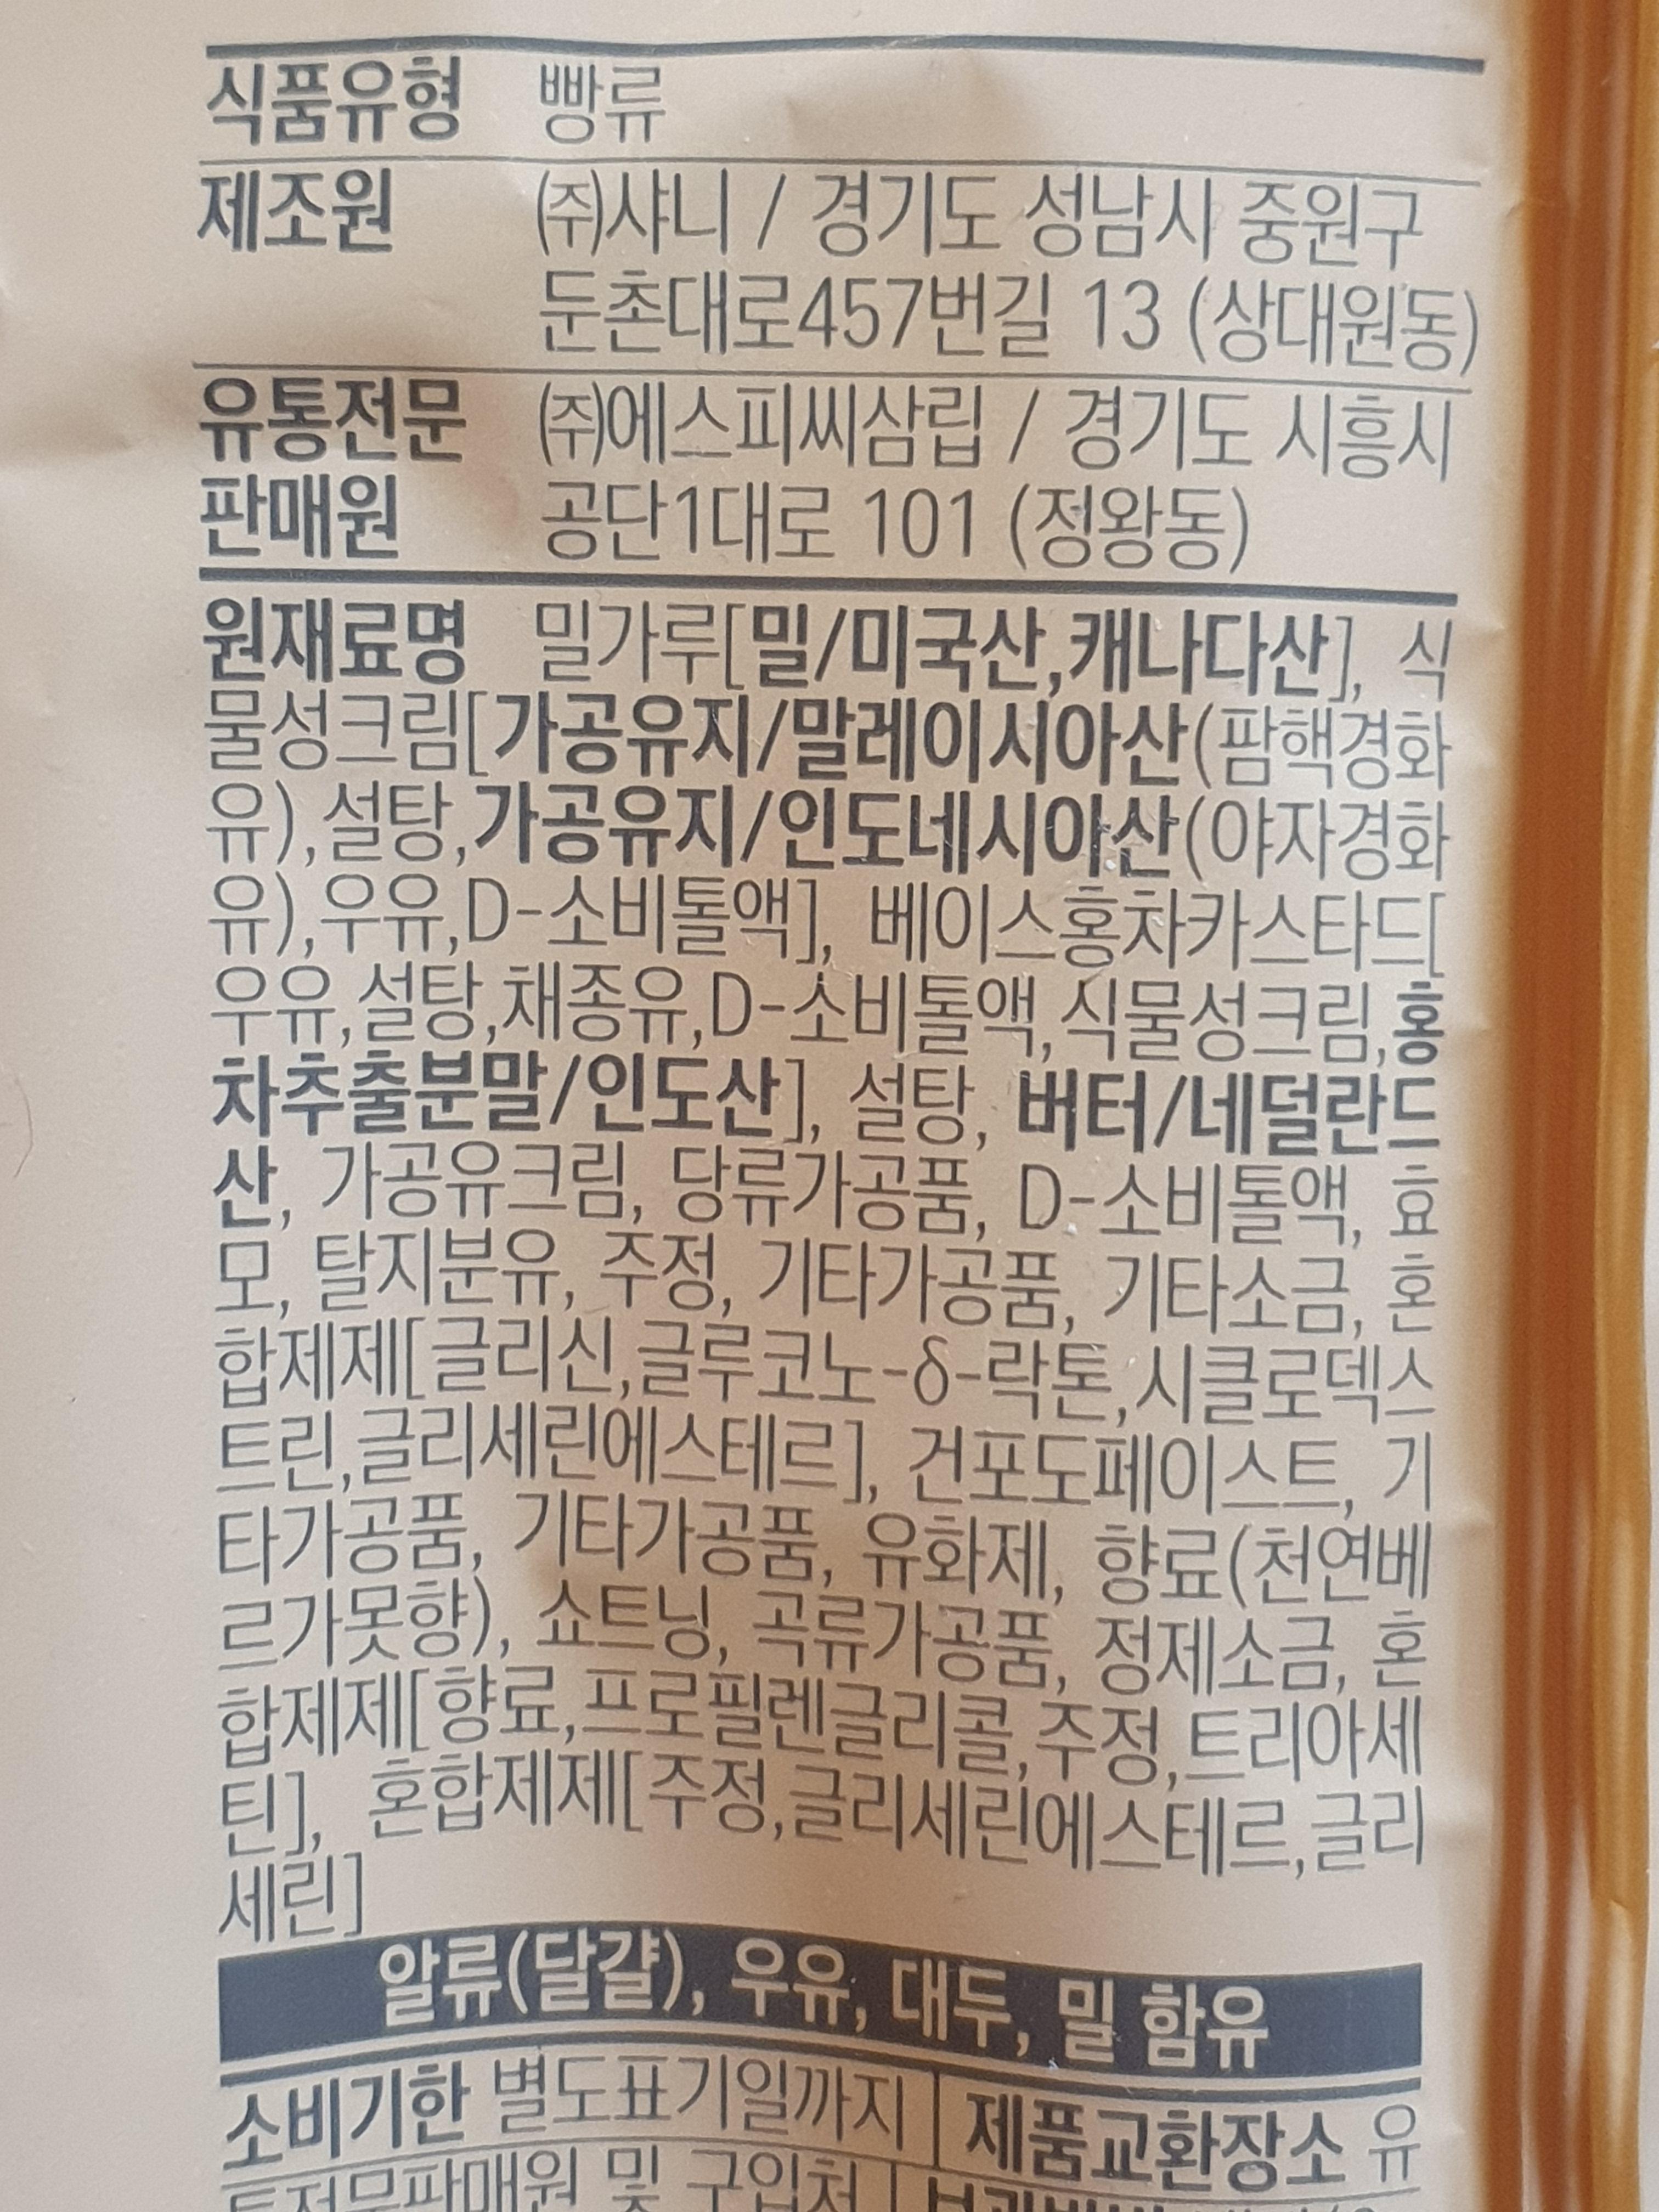 식품유형 빵류
제조원 ㈜샤니 / 경기도 성남시 중원구
둔촌대로457번길 13 (상대원동)
유통전문 ㈜에스피씨삼립 / 경기도 시흥시
판매원 공단1대로 101 (정왕동)
원재료명 밀가루[밀/미국산,캐나다산], 식
물성크림[가공유지/말레이시아산(팜핵경화
유),설탕,가공유지/인도네시아산(야자경화
유),우유,D-소비톨액], 베이스홍차카스타드[
우유,설탕,채종유,D-소비톨액,식물성크림,홍
차추출분말/인도산], 설탕, 버터/네덜란드
산, 가공유크림, 당류가공품, D-소비톨액, 효
모, 탈지분유, 주정, 기타가공품, 기타소금, 혼
합제제[글리신,글루코노-δ-락톤,시클로덱스
트린,글리세린에스테르], 건포도페이스트, 기
타가공품, 기타가공품, 유화제, 향료(천연베
르가못향), 쇼트닝, 곡류가공품, 정제소금, 혼
합제제[향료,프로필렌글리콜,주정,트리아세
틴], 혼합제제[주정,글리세린에스테르,글리
세린]
알류(달걀), 우유, 대두, 밀 함유
소비기한 별도표기일까지 제품교환장소 유
통전문판매원 및 구입처